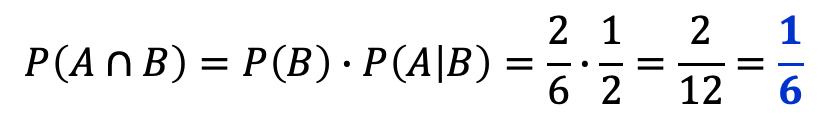 P(A ∩ B) = P(B) · P(A|B) = 2/6 · 1/2 = 2/12 = 1/6